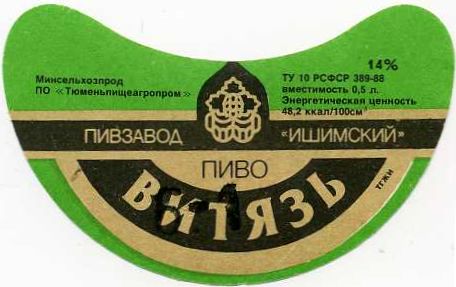 14%
Минсельхозпрод
ПО «Тюменьпищеагропром»
ТУ 10 РСФСР 389-88
вместимость 0,5 л.
Энергетическая ценность
48,2 ккал/100см³
ПИВЗАВОД «ИШИМСКИЙ»
ПИВО
ВИТЯЗЬ